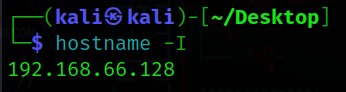 ┌──(kali㉿kali)-[~/Desktop]
└─$ hostname -I
192.168.66.128